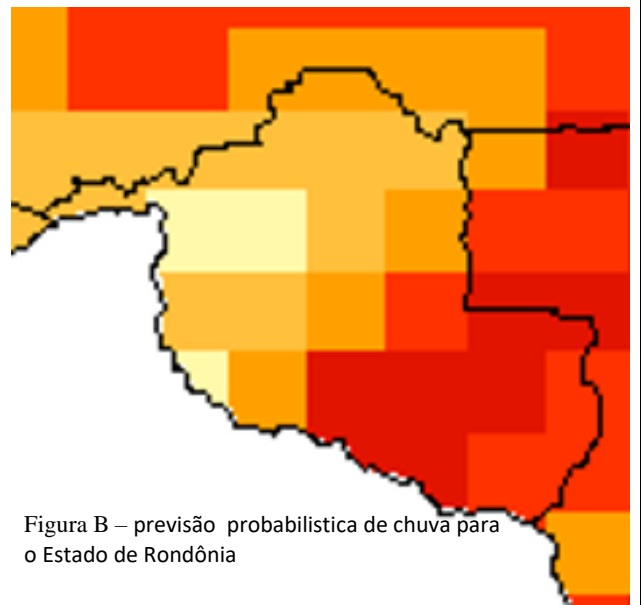 Figura B – previsão probabilistica de chuva para
o Estado de Rondônia